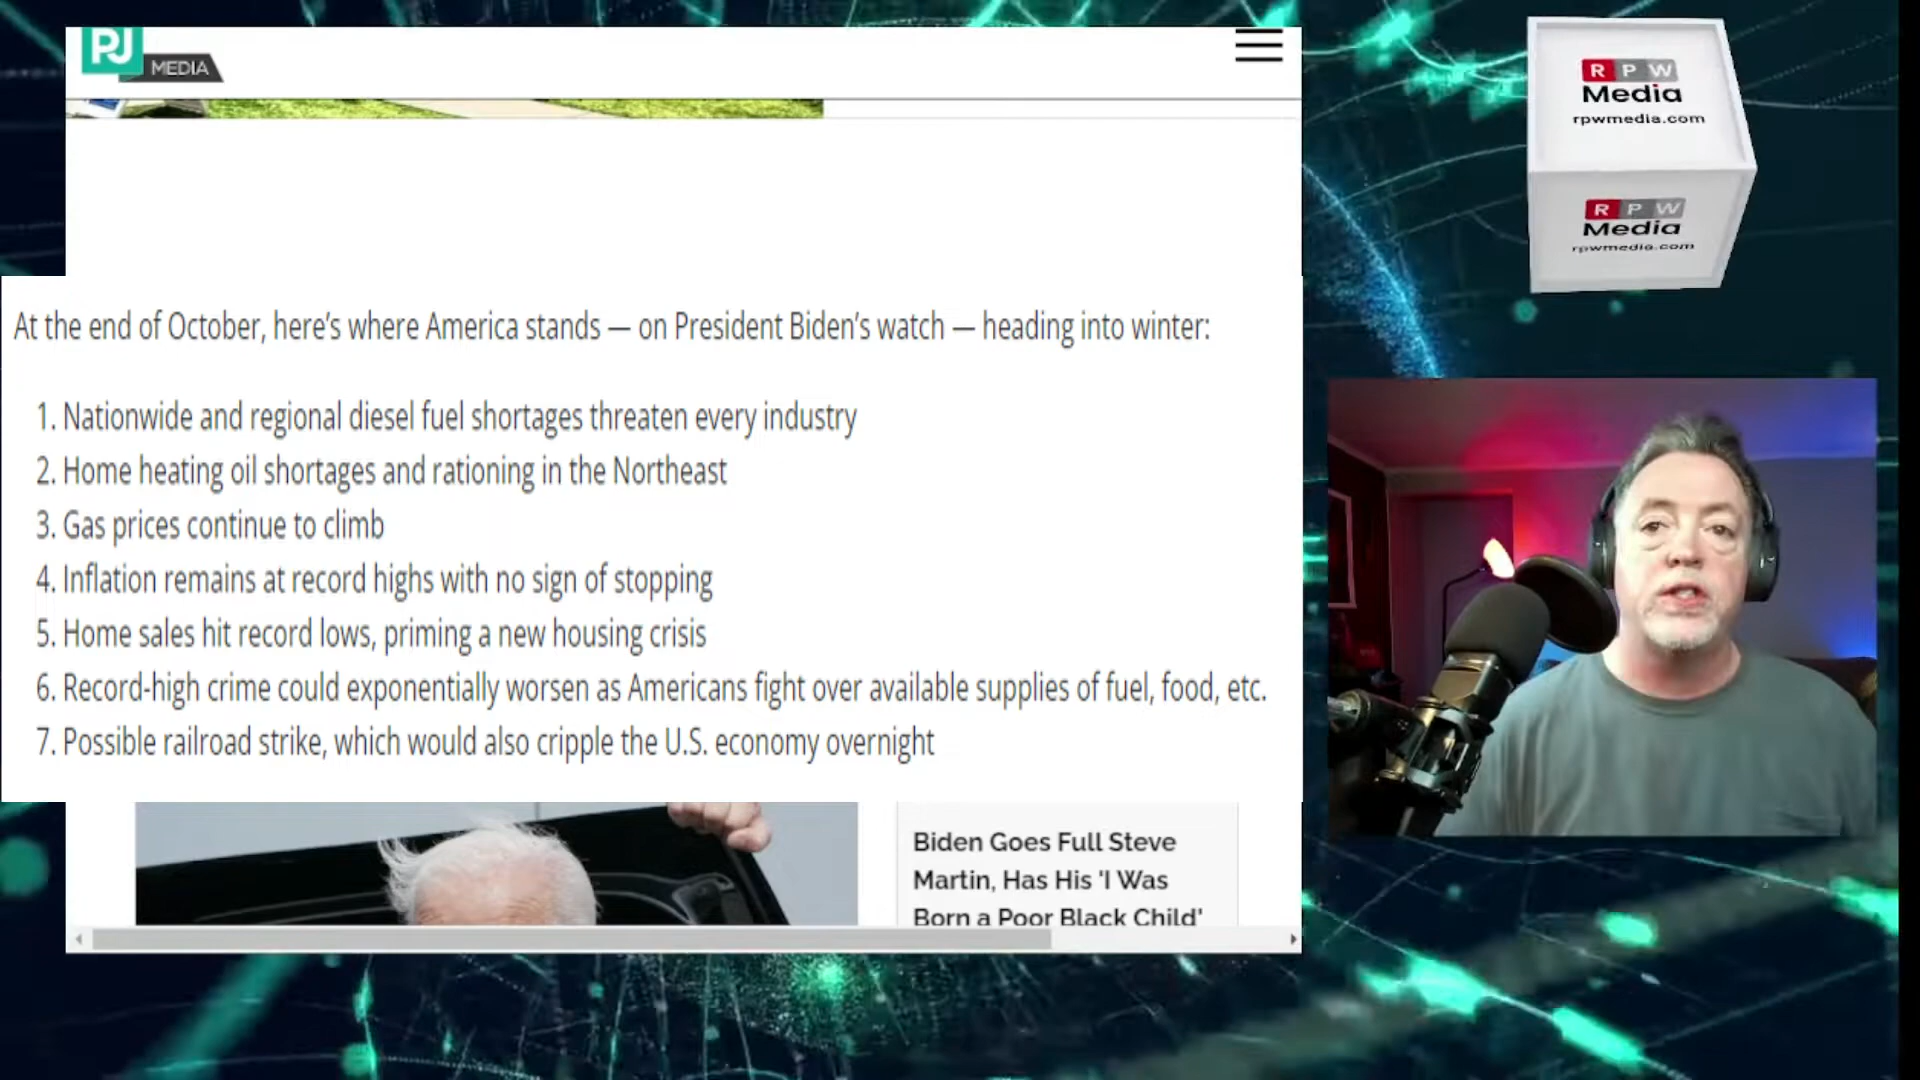 PJ
MEDIA
RPW
Media
rpwmedia.com
RPW
Media
rpwmedia.com
At the end of October, here’s where America stands — on President Biden’s watch — heading into winter:
1. Nationwide and regional diesel fuel shortages threaten every industry
2. Home heating oil shortages and rationing in the Northeast
3. Gas prices continue to climb
4. Inflation remains at record highs with no sign of stopping
5. Home sales hit record lows, priming a new housing crisis
6. Record-high crime could exponentially worsen as Americans fight over available supplies of fuel, food, etc.
7. Possible railroad strike, which would also cripple the U.S. economy overnight
Biden Goes Full Steve
Martin, Has His 'I Was
Born a Poor Black Child'